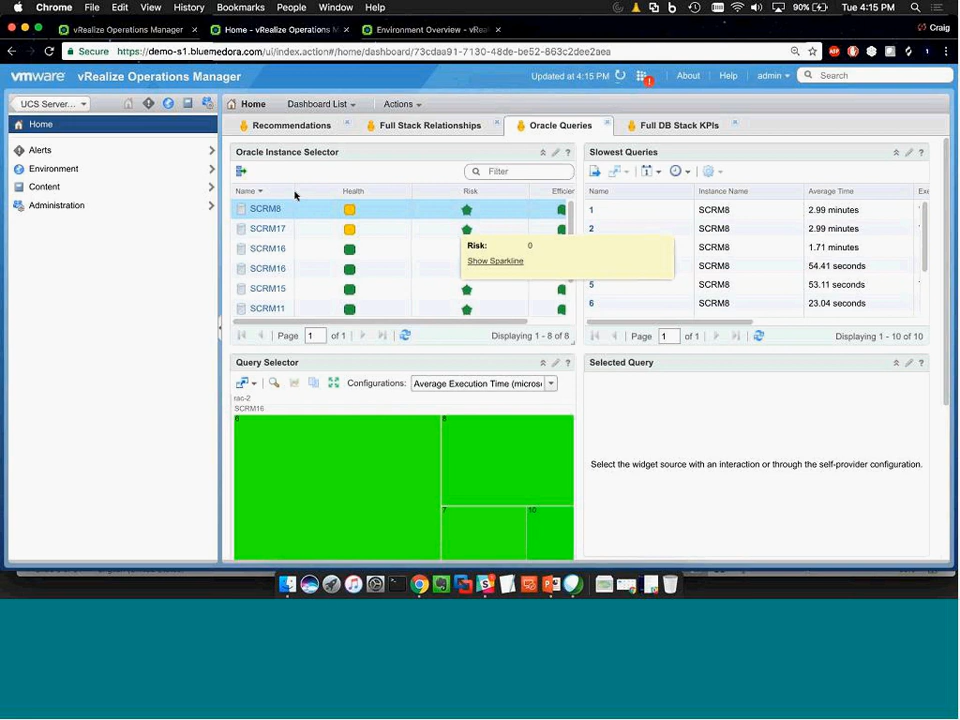 Chrome File Edit View History Bookmarks People Window Help 90% Tue 4:15 PM
vRealize Operations Manager Home - vRealize Operations M Environment Overview - vRea Craig
Secure https://demo-s1.bluemedora.com/ui/index.action#/home/dashboard/73cdaa91-7130-48de-be52-863c2dee2aea
vmware vRealize Operations Manager Updated at 4:15 PM About Help admin Search
UCS Server... Home Dashboard List Actions
Home
Recommendations Full Stack Relationships Oracle Queries Full DB Stack KPIs
Alerts
Environment
Content
Administration
Oracle Instance Selector
Filter
Name Health Risk Efficien
SCRM8
SCRM17
SCRM16
SCRM16
SCRM15
SCRM11
Risk: 0
Show Sparkline
Page 1 of 1 Displaying 1 - 8 of 8
Slowest Queries
Name Instance Name Average Time Exe
1 SCRM8 2.99 minutes
2 SCRM8 2.99 minutes
SCRM8 1.71 minutes
SCRM8 54.41 seconds
5 SCRM8 53.11 seconds
6 SCRM8 23.04 seconds
Page 1 of 1 Displaying 1 - 10 of 10
Query Selector
Configurations: Average Execution Time (micros
rac-2
SCRM16
6
7
10
Selected Query
Select the widget source with an interaction or through the self-provider configuration.